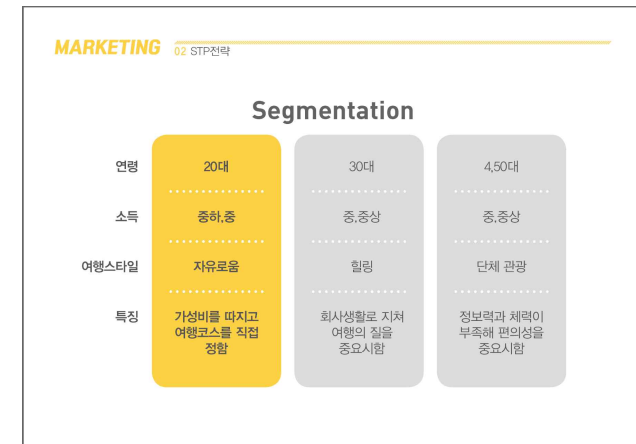 MARKETING 02 STP전략
Segmentation
연령 20대 30대 4,50대
소득 중하,중 중,중상 중,중상
여행스타일 자유로움 힐링 단체 관광
특징 가성비를 따지고 회사생활로 지쳐 정보력과 체력이
여행코스를 직접 여행의 질을 부족해 편의성을
정함 중요시함 중요시함